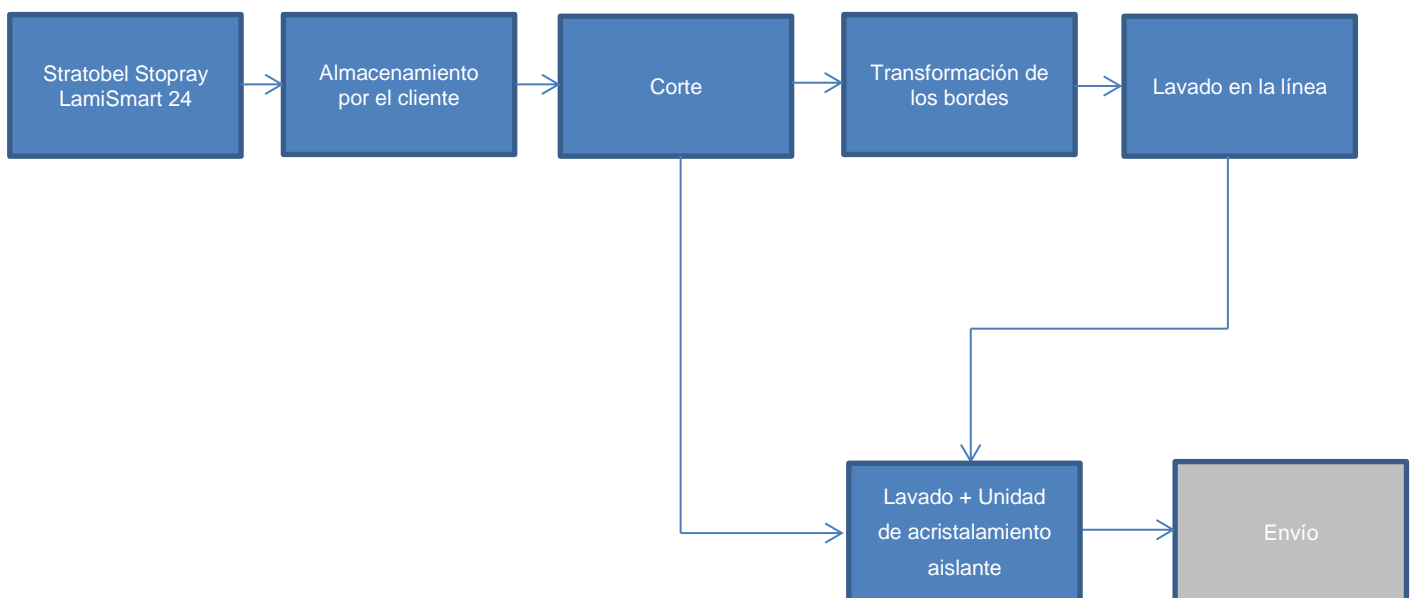 Stratobel Stopray
LamiSmart 24
Almacenamiento
por el cliente
Corte
Transformación de
los bordes
Lavado en la línea
Lavado + Unidad
de acristalamiento
aislante
Envío